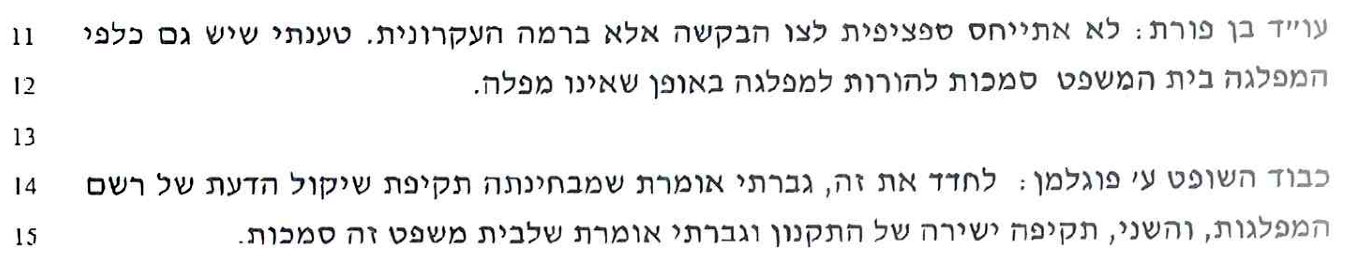 עו״ד בן פורת: לא אתייחס ספציפית לצו הבקשה אלא ברמה העקרונית. טענתי שיש גם כלפי 11
המפלגה בית המשפט סמכות להורות למפלגה באופן שאינו מפלה. 12
13
כבוד השופט ע׳ פוגלמן: לחדד את זה, גברתי אומרת שמבחינתה תקיפת שיקול הדעת של רשם 14
המפלגות, והשני, תקיפה ישירה של התקנון וגברתי אומרת שלבית משפט זה סמכות. 15